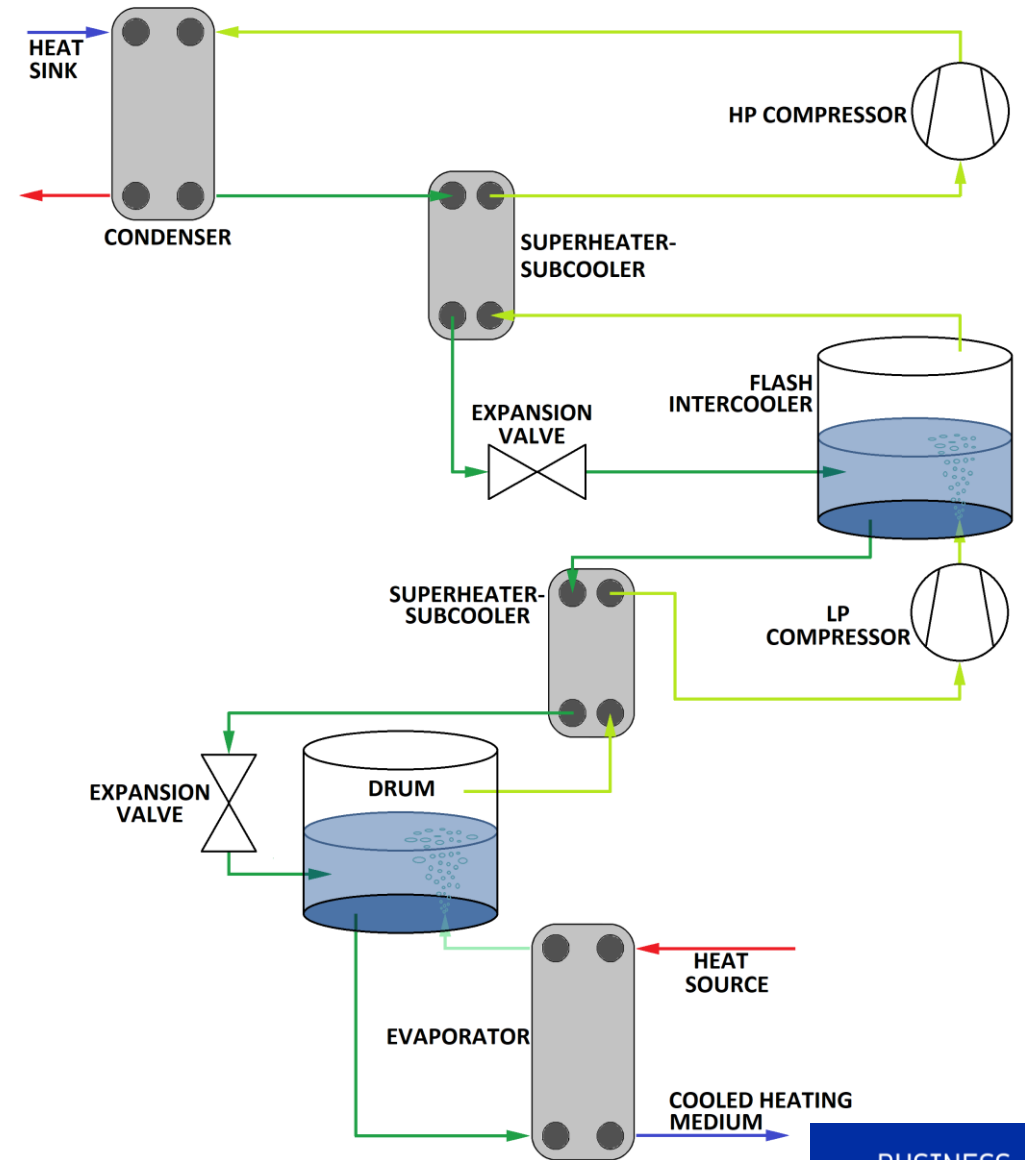 HEAT
SINK
HP COMPRESSOR
CONDENSER
SUPERHEATER-
SUBCOOLER
FLASH
INTERCOOLER
EXPANSION
VALVE
SUPERHEATER-
SUBCOOLER
LP
COMPRESSOR
EXPANSION
VALVE
DRUM
HEAT
SOURCE
EVAPORATOR
COOLED HEATING
MEDIUM
BUSINESS